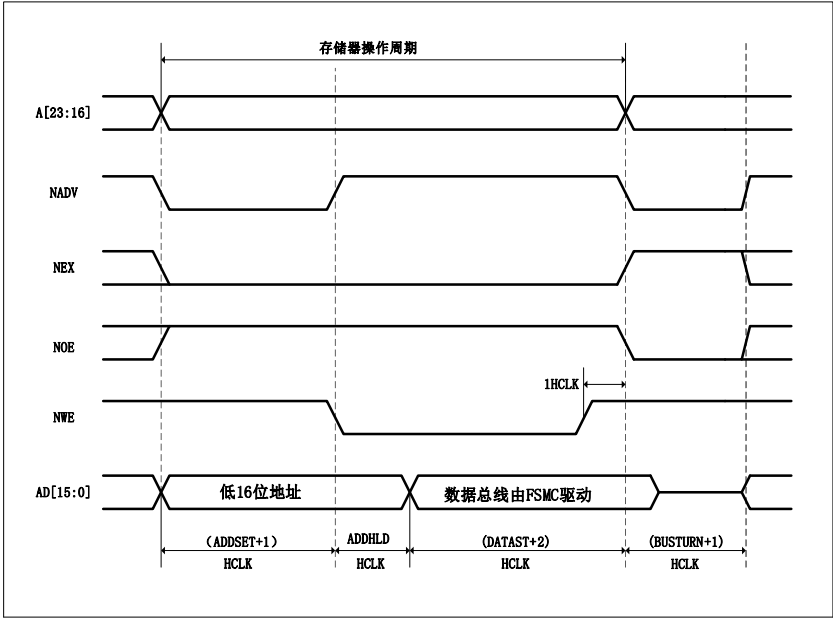 存储器操作周期
A[23:16]
NADV
NEX
NOE
1HCLK
NWE
AD[15:0]
低16位地址
数据总线由FSMC驱动
(ADDSET+1)
ADDHLD
(DATAST+2)
(BUSTURN+1)
HCLK
HCLK
HCLK
HCLK